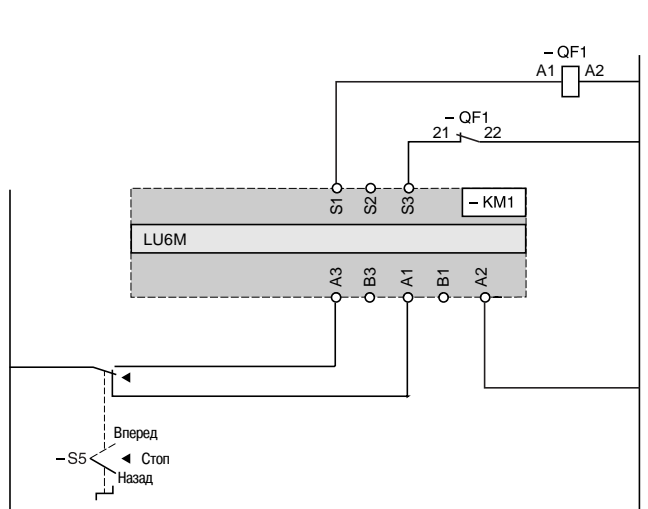 – QF1
A1 A2
– QF1
21 22
S1 S2 S3
– KM1
LU6M
A3 B3 A1 B1 A2
Вперед
– S5 Стоп
Назад